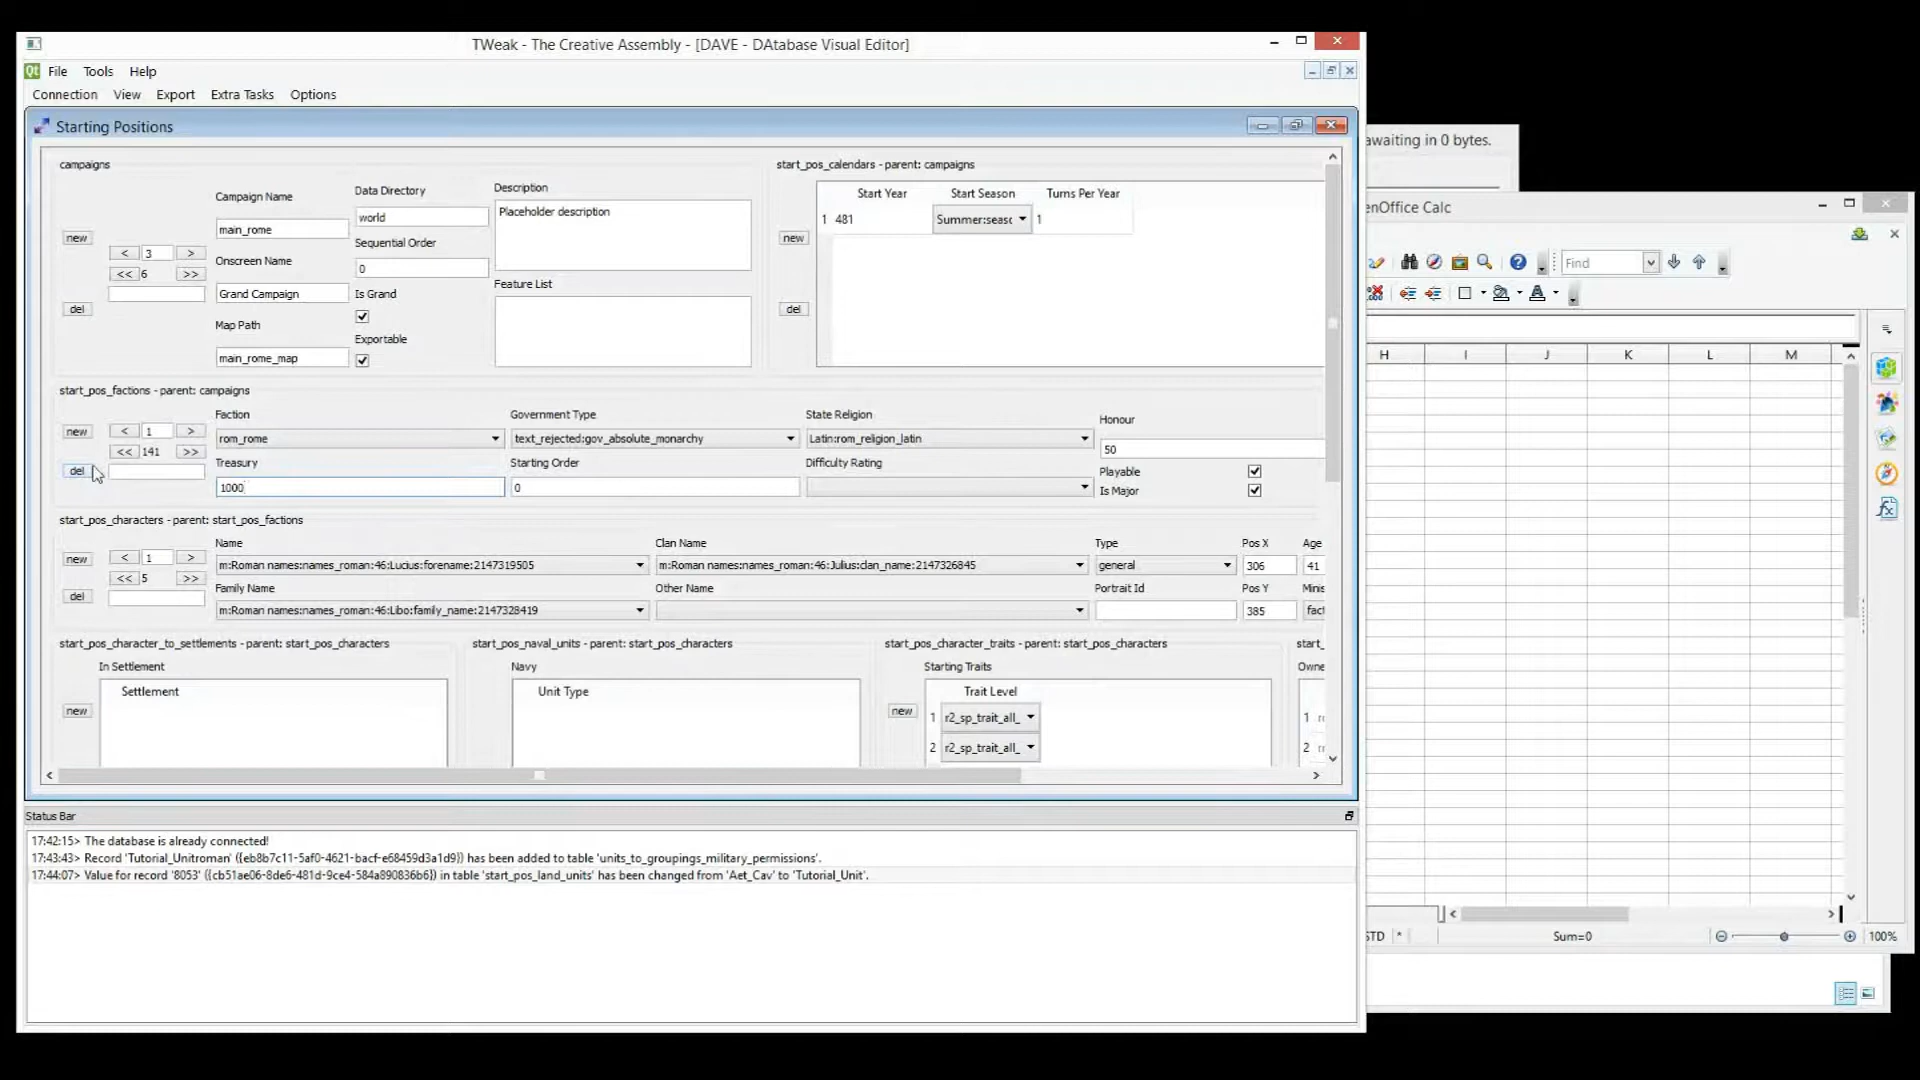 TWeak - The Creative Assembly - [DAVE - DAtabase Visual Editor]
File Tools Help
Connection View Export Extra Tasks Options
Starting Positions
campaigns
new
del
< 3 >
<< 6 >>
Campaign Name
main_rome
Onscreen Name
Grand Campaign
Map Path
main_rome_map
Data Directory
world
Sequential Order
0
Is Grand
Exportable
Description
Placeholder description
Feature List
start_pos_calendars - parent: campaigns
new
del
Start Year Start Season Turns Per Year
1 481 Summer:seasc 1
start_pos_factions - parent: campaigns
new
del
< 1 >
<< 141 >>
Faction
rom_rome
Treasury
1000
Government Type
text_rejected:gov_absolute_monarchy
Starting Order
0
State Religion
Latin:rom_religion_latin
Difficulty Rating
Honour
50
Playable
Is Major
start_pos_characters - parent: start_pos_factions
new
del
< 1 >
<< 5 >>
Name
m:Roman names:names_roman:46:Lucius:forename:2147319505
Family Name
m:Roman names:names_roman:46:Libo:family_name:2147328419
Clan Name
m:Roman names:names_roman:46:Julius:clan_name:2147326845
Other Name
Type
general
Portrait Id
Pos X
306
Pos Y
385
Age
41
Minis
fact
start_pos_character_to_settlements - parent: start_pos_characters
In Settlement
new
Settlement
start_pos_naval_units - parent: start_pos_characters
Navy
Unit Type
start_pos_character_traits - parent: start_pos_characters
Starting Traits
new
Trait Level
1 r2_sp_trait_all_
2 r2_sp_trait_all_
start_
Owne
1
2
Status Bar
17:42:15> The database is already connected!
17:43:43> Record 'Tutorial_Unitroman' ({eb8b7c11-5af0-4621-bacf-e68459d3a1d9}) has been added to table 'units_to_groupings_military_permissions'.
17:44:07> Value for record '8053' ({cb51ae06-8de6-481d-9ce4-584a890836b6}) in table 'start_pos_land_units' has been changed from 'Aet_Cav' to 'Tutorial_Unit'.
awaiting in 0 bytes.
enOffice Calc
Find
H I J K L M
STD * Sum=0 100%